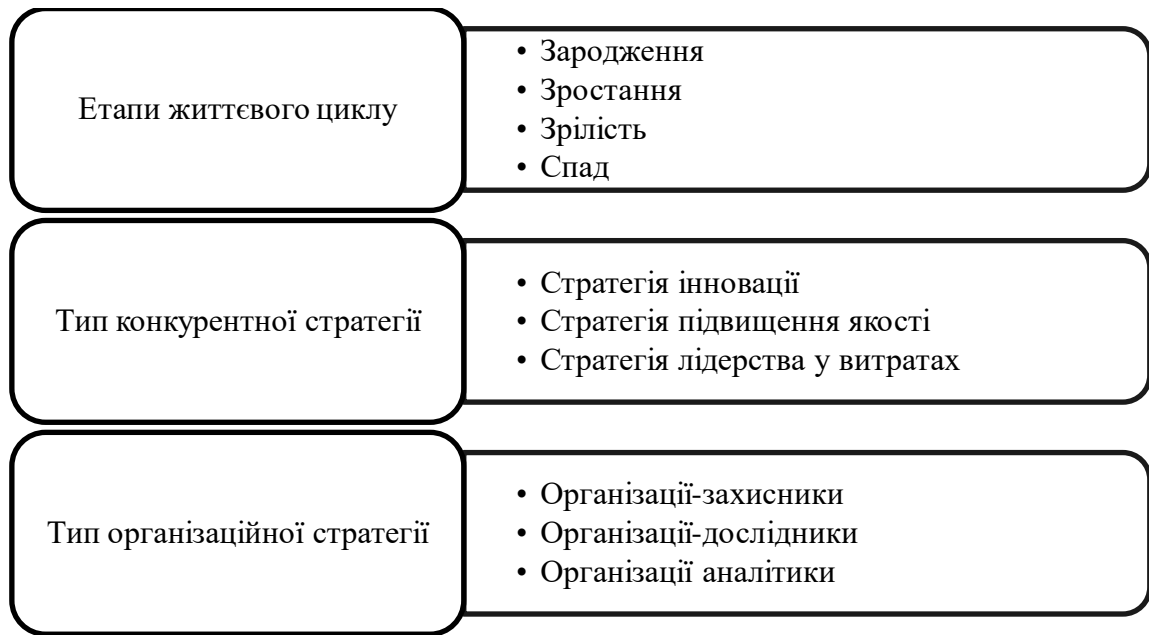 Етапи життєвого циклу
• Зародження
• Зростання
• Зрілість
• Спад
Тип конкурентної стратегії
• Стратегія інновації
• Стратегія підвищення якості
• Стратегія лідерства у витратах
Тип організаційної стратегії
• Організації-захисники
• Організації-дослідники
• Організації аналітики